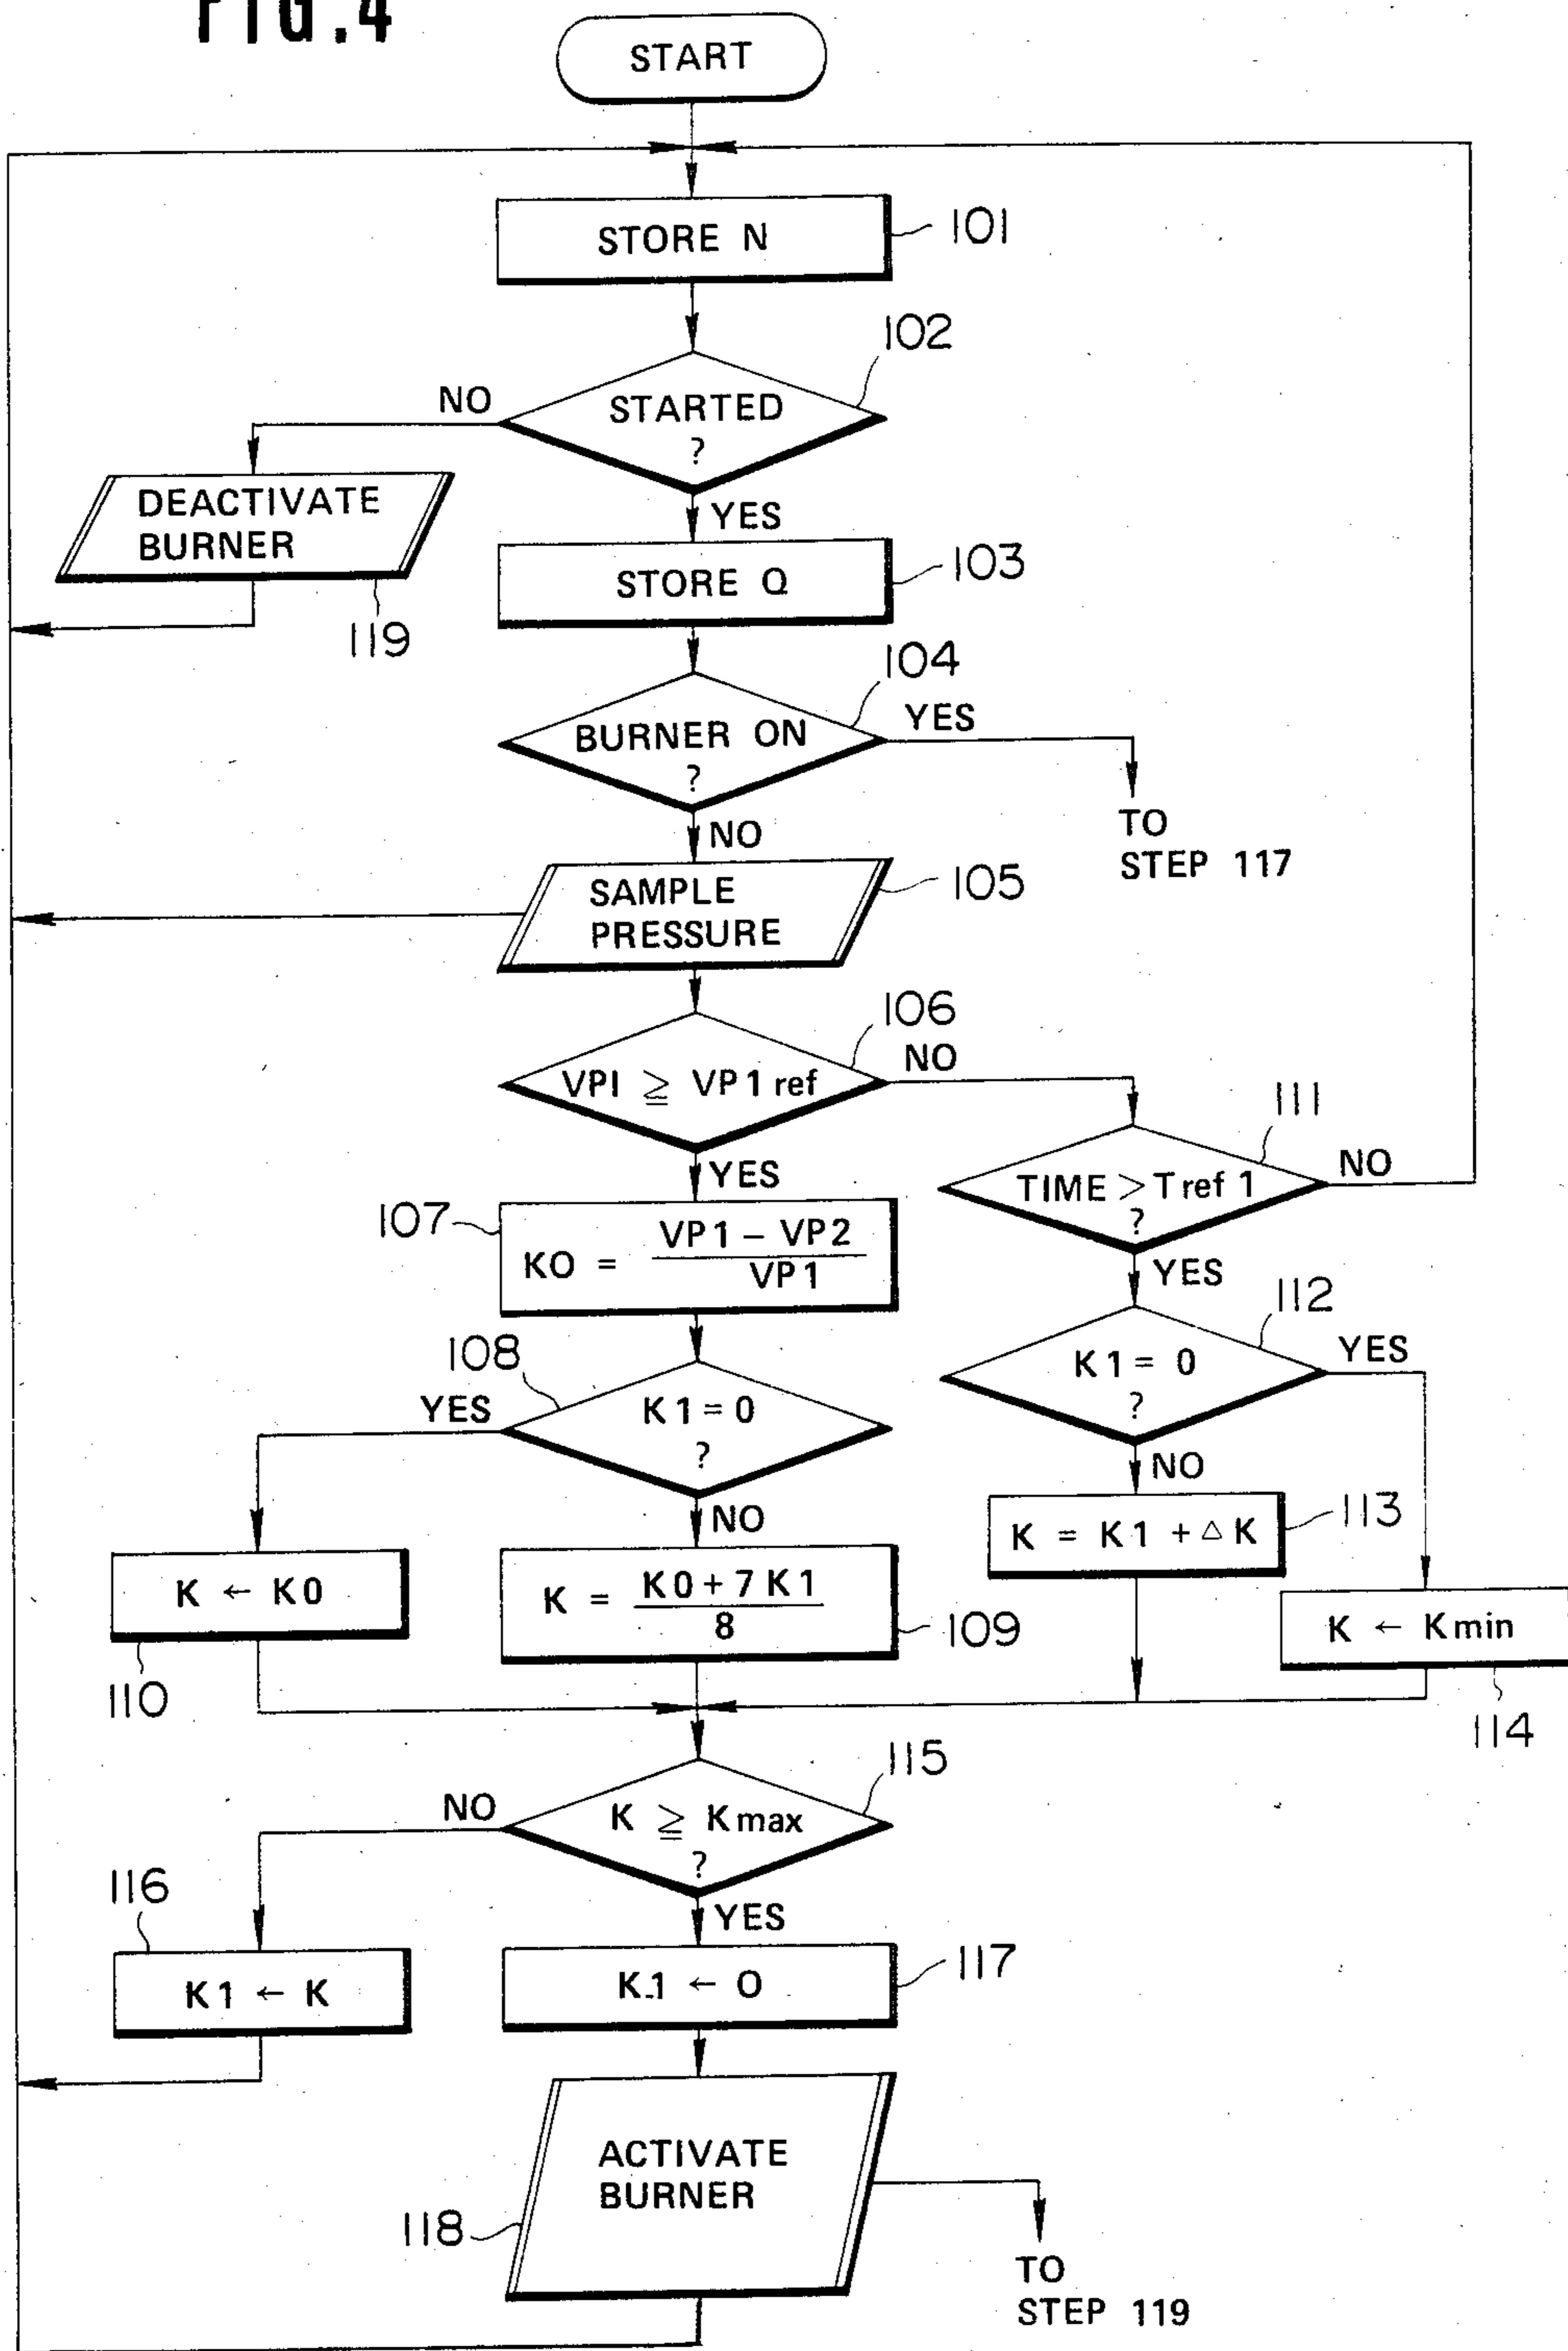 FIG.4
START
STORE N
101
102
NO
STARTED
?
DEACTIVATE
BURNER
119
YES
STORE Q
103
104
BURNER ON
?
YES
TO
STEP 117
NO
SAMPLE
PRESSURE
105
106
VPI ≧ VP1 ref
NO
111
TIME > Tref 1
?
NO
YES
107
KO = VP1 - VP2
VP1
YES
112
K1 = 0
?
YES
108
YES
K1 = 0
?
NO
K = K1 + △K
113
NO
K ← K0
110
K = K0 + 7 K1
8
109
K ← Kmin
114
115
NO
K ≧ Kmax
?
116
YES
K1 ← K
K.1 ← O
117
ACTIVATE
BURNER
118
TO
STEP 119